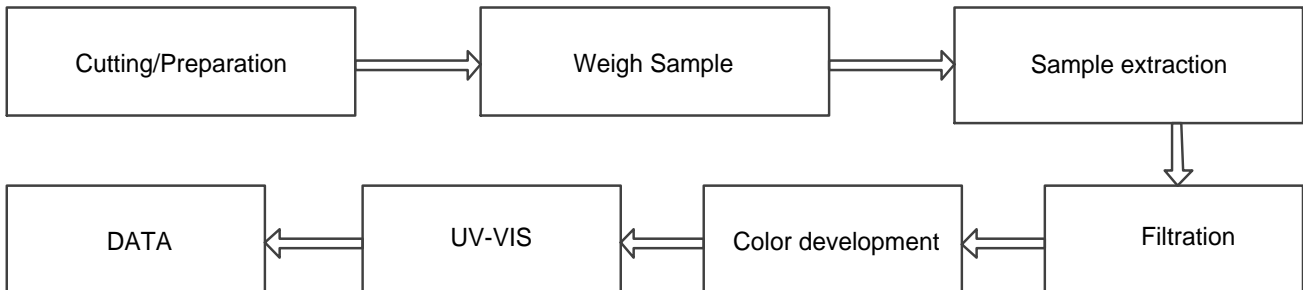 Cutting/Preparation
Weigh Sample
Sample extraction
Filtration
Color development
UV-VIS
DATA